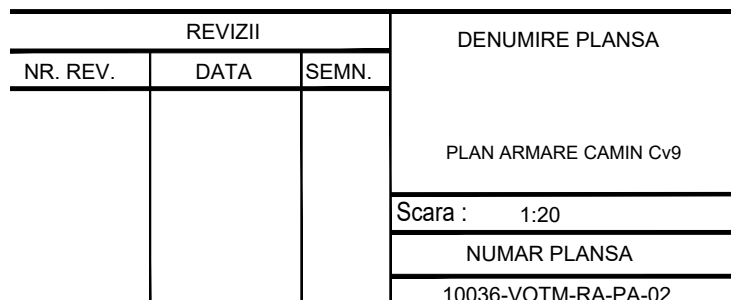 REVIZII
NR. REV. DATA SEMN.
DENUMIRE PLANSA
PLAN ARMARE CAMIN Cv9
Scara : 1:20
NUMAR PLANSA
10036-VOTM-RA-PA-02